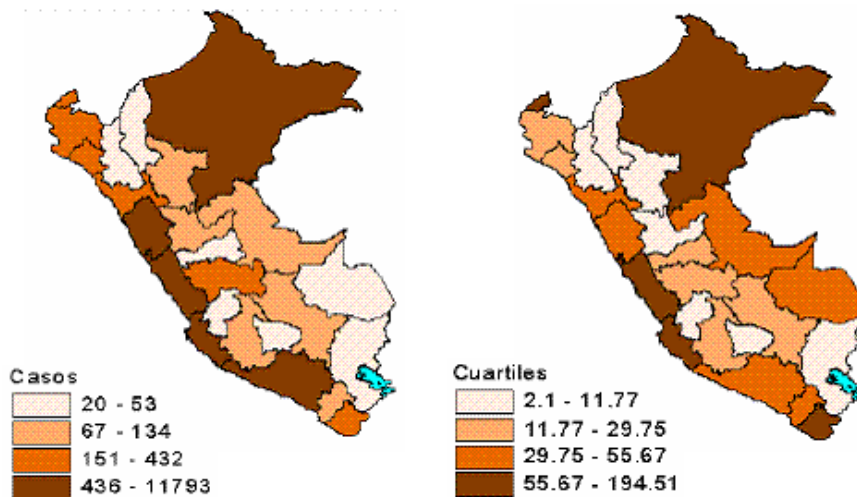 Casos
20 - 53
67 - 134
151 - 432
436 - 11793
Cuartiles
2.1 - 11.77
11.77 - 29.75
29.75 - 55.67
55.67 - 194.51